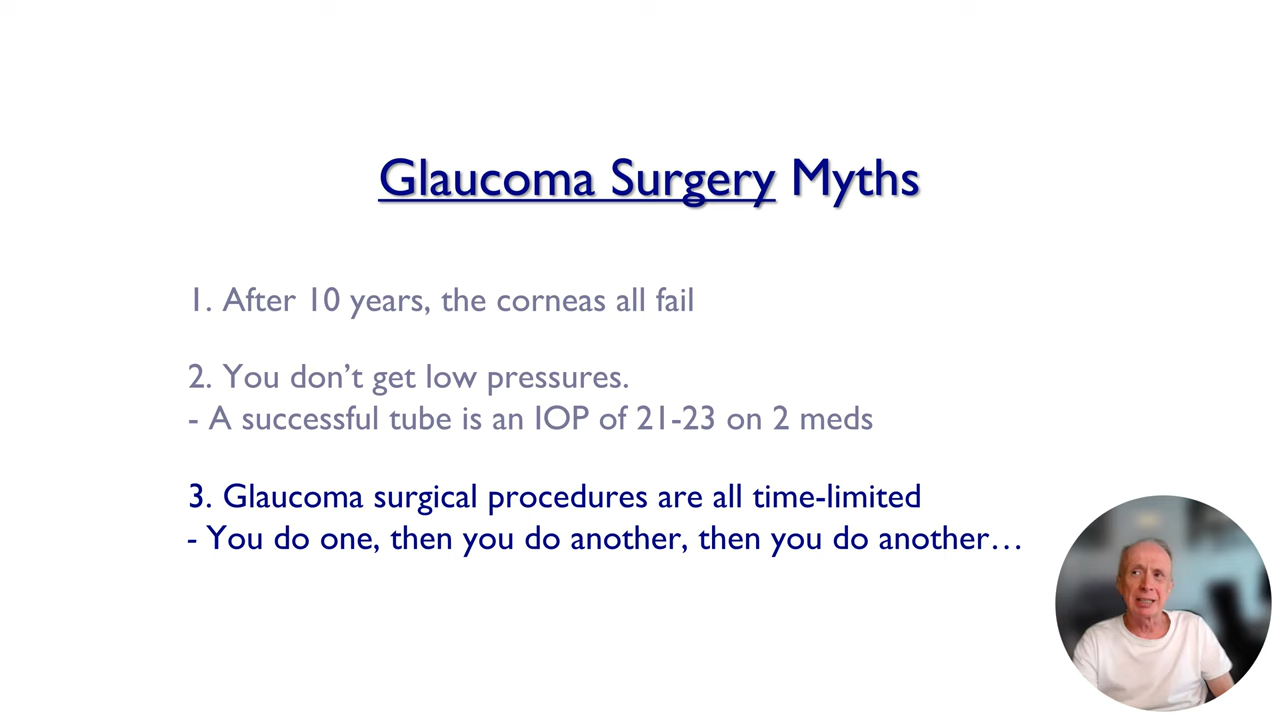 Glaucoma Surgery Myths
1. After 10 years, the corneas all fail
2. You don’t get low pressures.
- A successful tube is an IOP of 21-23 on 2 meds
3. Glaucoma surgical procedures are all time-limited
- You do one, then you do another, then you do another…